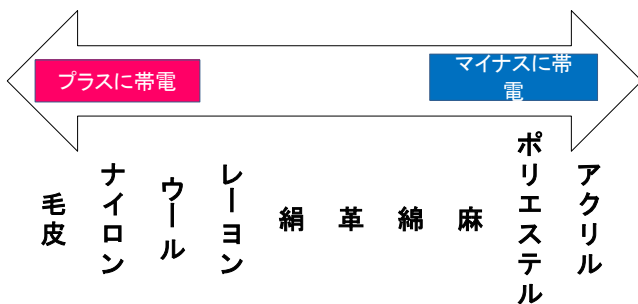 プラスに帯電
マイナスに帯
電
毛皮
ナイロン
ウール
レーヨン
絹
革
綿
麻
ポリエステル
アクリル